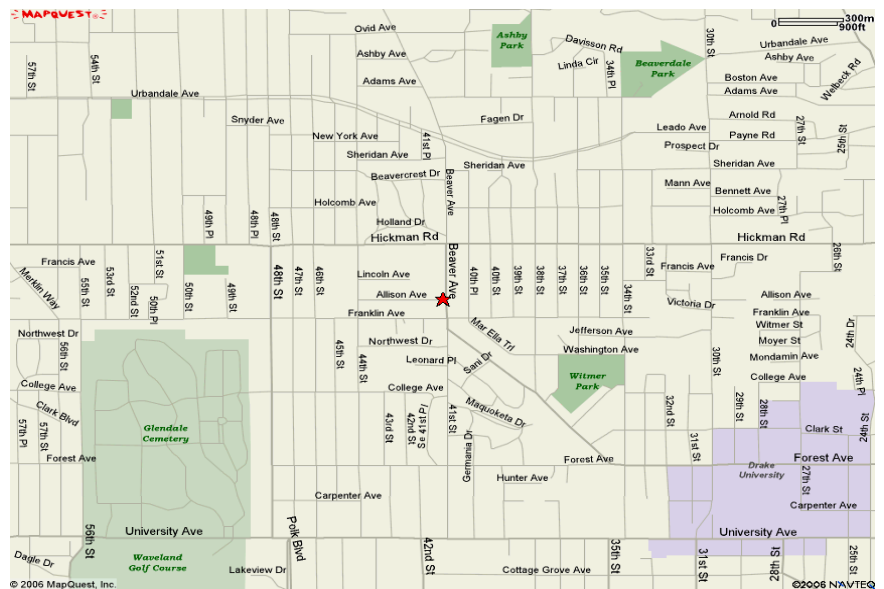 MAPQUEST
Ovid Ave
Ashby Park
Davisson Rd
30th St
0 300m
900ft
Urbandale Ave
57th St
54th St
Ashby Ave
Linda Cir
34th Pl
Beaverdale Park
Ashby Ave
Welbeck Rd
Adams Ave
Boston Ave
Adams Ave
Urbandale Ave
Snyder Ave
Fagen Dr
Arnold Rd
27th St
25th St
New York Ave
41st Pl
Leado Ave
Payne Rd
Sheridan Ave
Prospect Dr
Sheridan Ave
Sheridan Ave
Beavercrest Dr
Beaver Ave
Mann Ave
Bennett Ave
Holcomb Ave
27th Pl
Holcomb Ave
49th Pl
48th Pl
48th St
Holland Dr
Hickman Rd
Hickman Rd
Francis Ave
51st St
Beaver Ave
33rd St
Francis Dr
26th St
Merklin Way
55th St
53rd St
52nd St
50th Pl
50th St
49th St
48th St
47th St
46th St
Lincoln Ave
40th Pl
40th St
39th St
38th St
37th St
36th St
35th St
34th St
Francis Ave
Allison Ave
Victoria Dr
Allison Ave
Franklin Ave
Franklin Ave
Mar Ella Trl
Jefferson Ave
Witmer St
Northwest Dr
56th St
45th St
44th St
Northwest Dr
Washington Ave
30th St
Moyer St
24th Dr
Leonard Pl
Sani Dr
Mondamin Ave
College Ave
College Ave
Witmer Park
College Ave
24th Pl
Clark Blvd
57th Pl
57th St
Glendale Cemetery
43rd St
42nd St
41st Pl
41st St
Maquoketa Dr
32nd St
31st St
29th St
28th St
Clark St
24th St
Forest Ave
Germania Dr
Forest Ave
Forest Ave
Drake University
27th St
Hunter Ave
Carpenter Ave
Carpenter Ave
56th St
University Ave
Polk Blvd
42nd St
35th St
University Ave
31st St
28th St
25th St
Dagle Dr
Waveland Golf Course
Lakeview Dr
Cottage Grove Ave
© 2006 MapQuest, Inc.
©2006 NAVTEQ